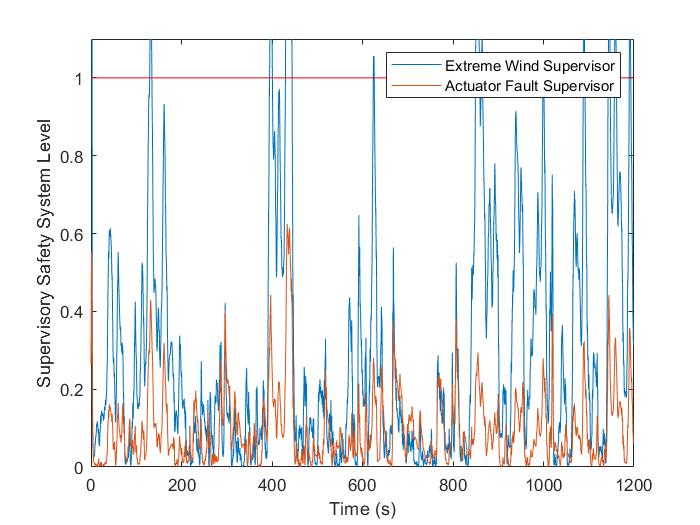 Extreme Wind Supervisor
Actuator Fault Supervisor
1
0.8
0.6
0.4
0.2
0
Supervisory Safety System Level
0 200 400 600 800 1000 1200
Time (s)